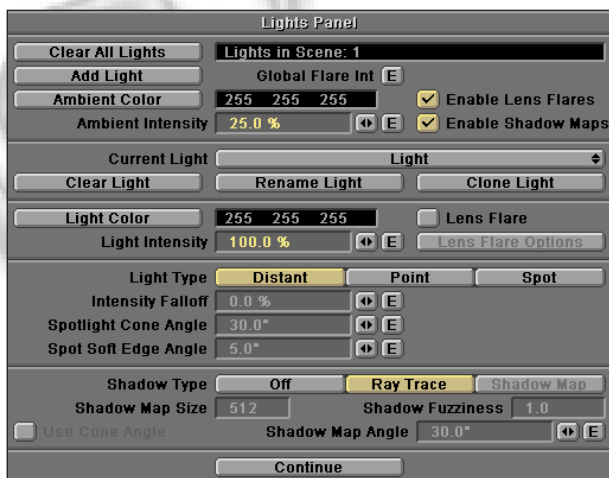 Lights Panel
Clear All Lights Lights in Scene: 1
Add Light Global Flare Int E
Ambient Color 255 255 255 Enable Lens Flares
Ambient Intensity 25.0 % E Enable Shadow Maps
Current Light Light
Clear Light Rename Light Clone Light
Light Color 255 255 255 Lens Flare
Light Intensity 100.0 % E Lens Flare Options
Light Type Distant Point Spot
Intensity Falloff 0.0 % E
Spotlight Cone Angle 30.0° E
Spot Soft Edge Angle 5.0° E
Shadow Type Off Ray Trace Shadow Map
Shadow Map Size 512 Shadow Fuzziness 1.0
Use Cone Angle Shadow Map Angle 30.0° E
Continue